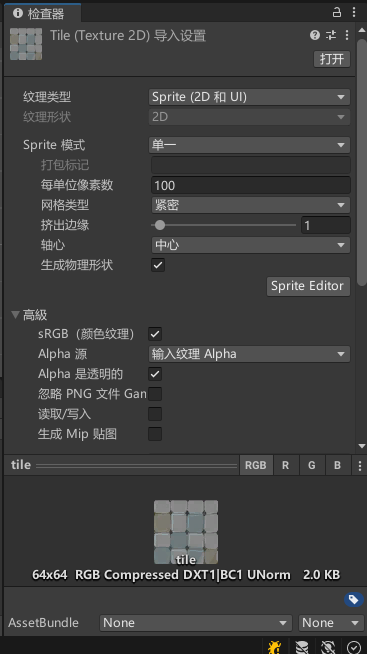 检查器
Tile (Texture 2D) 导入设置
打开
纹理类型 Sprite (2D 和 UI)
纹理形状 2D
Sprite 模式 单一
打包标记
每单位像素数 100
网格类型 紧密
挤出边缘 1
轴心 中心
生成物理形状
Sprite Editor
高級
sRGB（颜色纹理）
Alpha 源 输入纹理 Alpha
Alpha 是透明的
忽略 PNG 文件 Gam
读取/写入
生成 Mip 贴图
tile RGB R G B
tile
64x64 RGB Compressed DXT1|BC1 UNorm 2.0 KB
AssetBundle None None